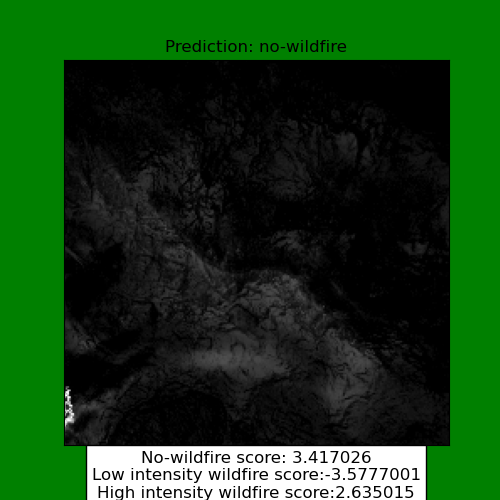 Prediction: no-wildfire
No-wildfire score: 3.417026
Low intensity wildfire score:-3.5777001
High intensity wildfire score:2.635015